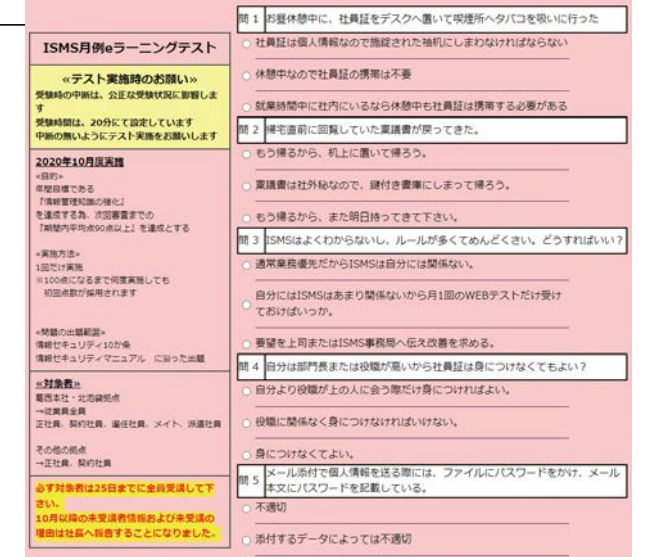 ISMS月例eラーニングテスト
≪テスト実施時のお願い≫
受験時の中断は、公正な受験状況に影響しま
す
受験時間は、20分にて設定しています
中断の無いようにテスト実施をお願いします
2020年10月度実施
≪目的≫
年間目標である
『情報管理知識の強化』
を達成する為、次回審査までの
『期間内平均点90点以上』を達成とする
≪実施方法≫
1回だけ実施
※100点になるまで何度実施しても
初回点数が採用されます
≪問題の出題範囲≫
情報セキュリティ10か条
情報セキュリティマニュアル に沿った出題
≪対象者≫
葛西本社・北池袋拠点
→従業員全員
正社員、契約社員、嘱任社員、メイト、派遣社員
その他の拠点
→正社員、契約社員
必ず対象者は25日までに全員受講して下
さい。
10月以降の未受講者情報および未受講の
理由は社長へ報告することになりました。
問 1 お昼休憩中に、社員証をデスクへ置いて喫煙所へタバコを吸いに行った
社員証は個人情報なので施錠された袖机にしまわなければならない
休憩中なので社員証の携帯は不要
就業時間中に社内にいるなら休憩中も社員証は携帯する必要がある
問 2 帰宅直前に回覧していた稟議書が戻ってきた。
もう帰るから、机上に置いて帰ろう。
稟議書は社外秘なので、鍵付き書庫にしまって帰ろう。
もう帰るから、また明日持ってきて下さい。
問 3 ISMSはよくわからないし、ルールが多くてめんどくさい。どうすればいい？
通常業務優先だからISMSは自分には関係ない。
自分にはISMSはあまり関係ないから月1回のWEBテストだけ受け
ておけばいっか。
要望を上司またはISMS事務局へ伝え改善を求める。
問 4 自分は部門長または役職が高いから社員証は身につけなくてもよい？
自分より役職が上の人に会う際だけ身につければよい。
役職に関係なく身につけなければいけない。
身につけなくてよい。
問 5 メール添付で個人情報を送る際には、ファイルにパスワードをかけ、メール
本文にパスワードを記載している。
不適切
添付するデータによっては不適切